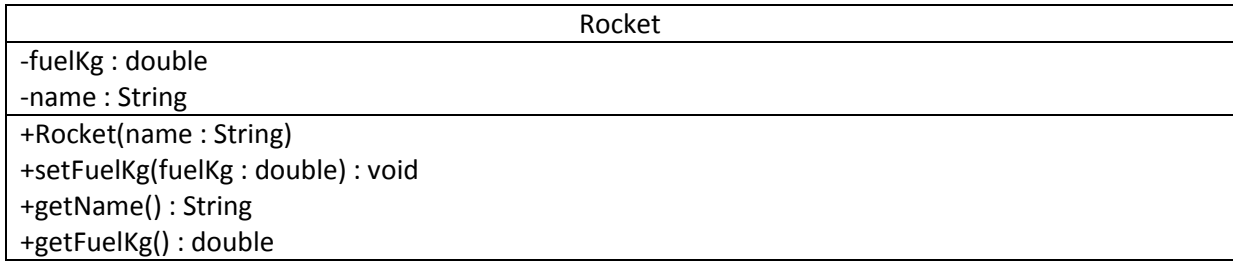 Rocket
-fuelKg : double
-name : String
+Rocket(name : String)
+setFuelKg(fuelKg : double) : void
+getName() : String
+getFuelKg() : double